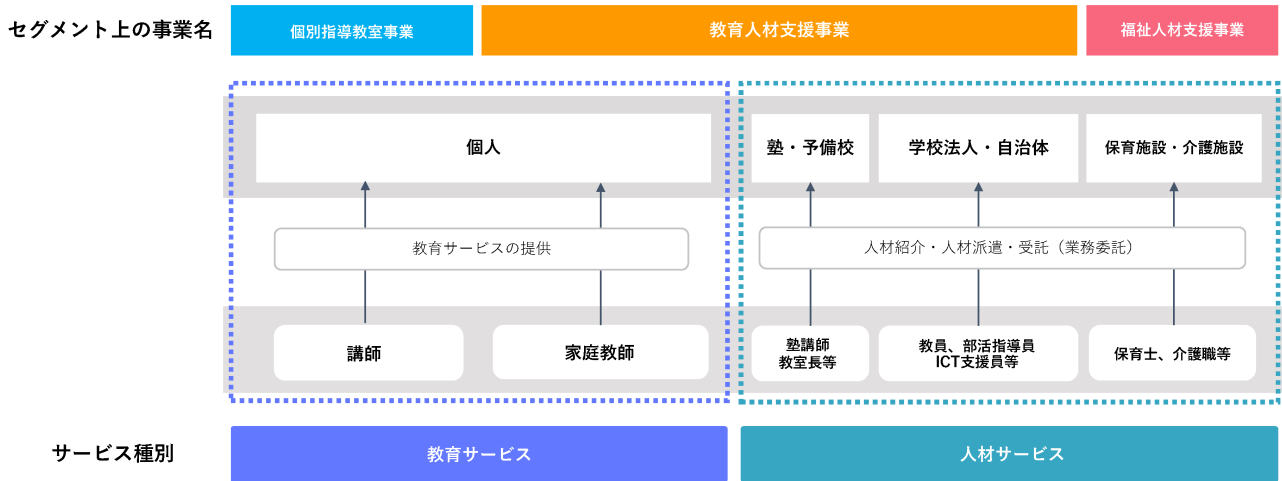 セグメント上の事業名
個別指導教室事業
教育人材支援事業
福祉人材支援事業
個人
塾・予備校
学校法人・自治体
保育施設・介護施設
教育サービスの提供
人材紹介・人材派遣・受託（業務委託）
講師
家庭教師
塾講師
教室長等
教員、部活指導員
ICT支援員等
保育士、介護職等
サービス種別
教育サービス
人材サービス